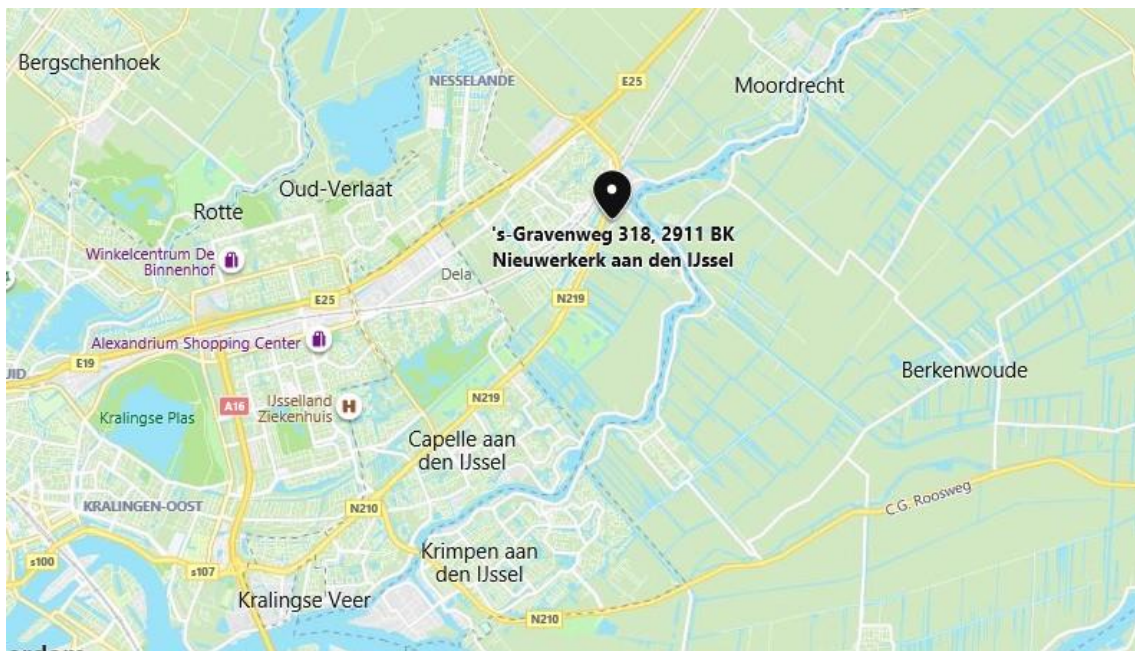 Bergschenhoek
NESSELANDE
E25
Moordrecht
Oud-Verlaat
Rotte
's-Gravenweg 318, 2911 BK
Nieuwerkerk aan den IJssel
Winkelcentrum De
Binnenhof
Dela
E25
N219
Alexandrium Shopping Center
E19
UID
Berkenwoude
A16
IJsselland
Ziekenhuis
H
N219
Kralingse Plas
Capelle aan
den IJssel
KRALINGEN-OOST
N210
C.G. Roosweg
s100
s107
Krimpen aan
den IJssel
Kralingse Veer
N210